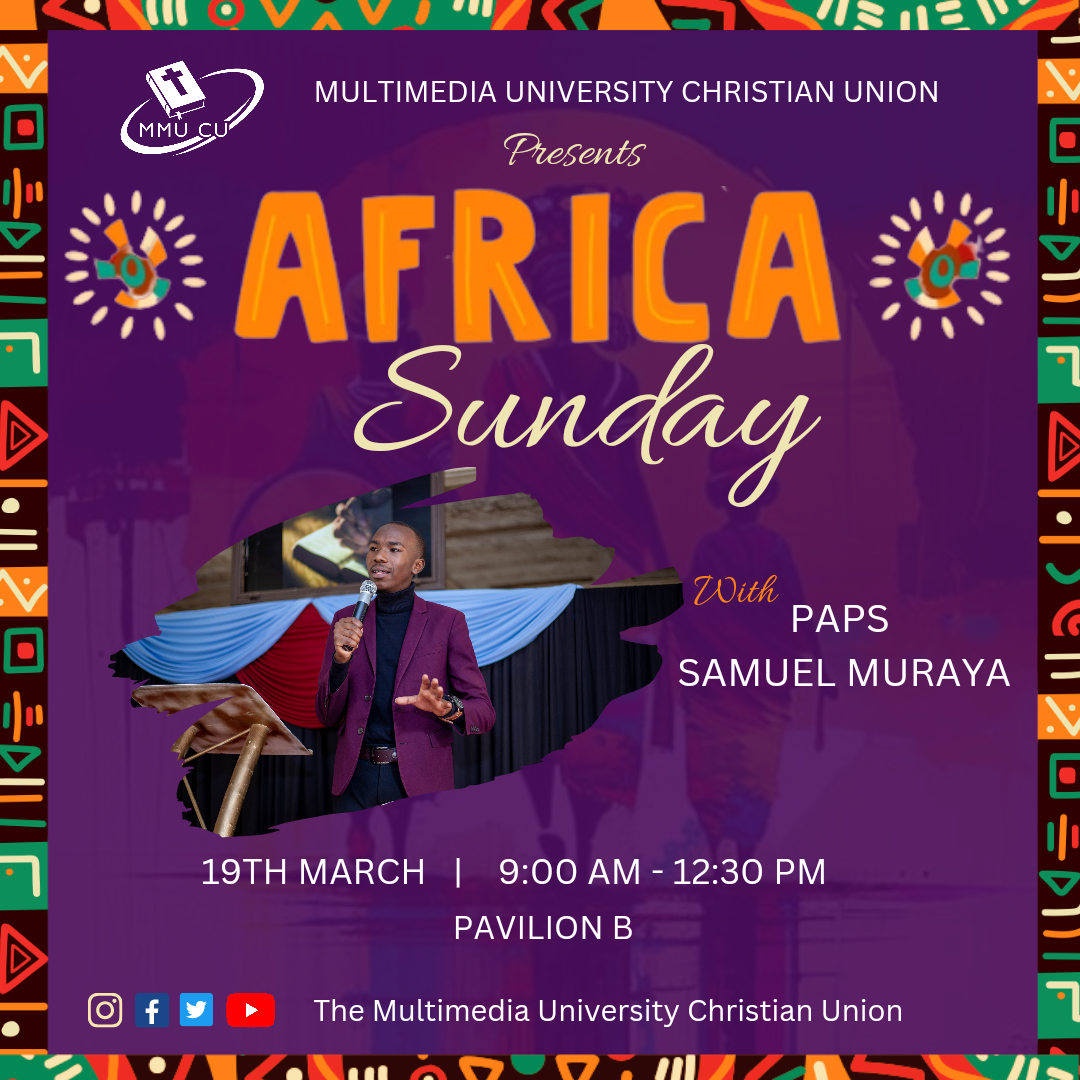 MMU CU
MULTIMEDIA UNIVERSITY CHRISTIAN UNION
Presents
AFRICA
Sunday
With
PAPS
SAMUEL MURAYA
19TH MARCH | 9:00 AM - 12:30 PM
PAVILION B
The Multimedia University Christian Union